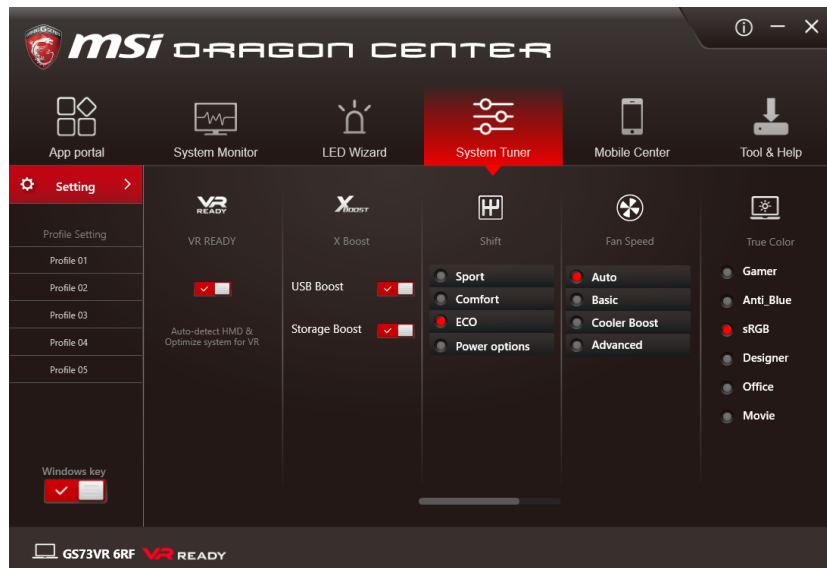 msi DRAGON CENTER
App portal
System Monitor
LED Wizard
System Tuner
Mobile Center
Tool & Help
Setting
Profile Setting
Profile 01
Profile 02
Profile 03
Profile 04
Profile 05
Windows key
VR READY
VR READY
Auto-detect HMD &
Optimize system for VR
XBOOST
X Boost
USB Boost
Storage Boost
Shift
Sport
Comfort
ECO
Power options
Fan Speed
Auto
Basic
Cooler Boost
Advanced
True Color
Gamer
Anti_Blue
sRGB
Designer
Office
Movie
GS73VR 6RF VR READY